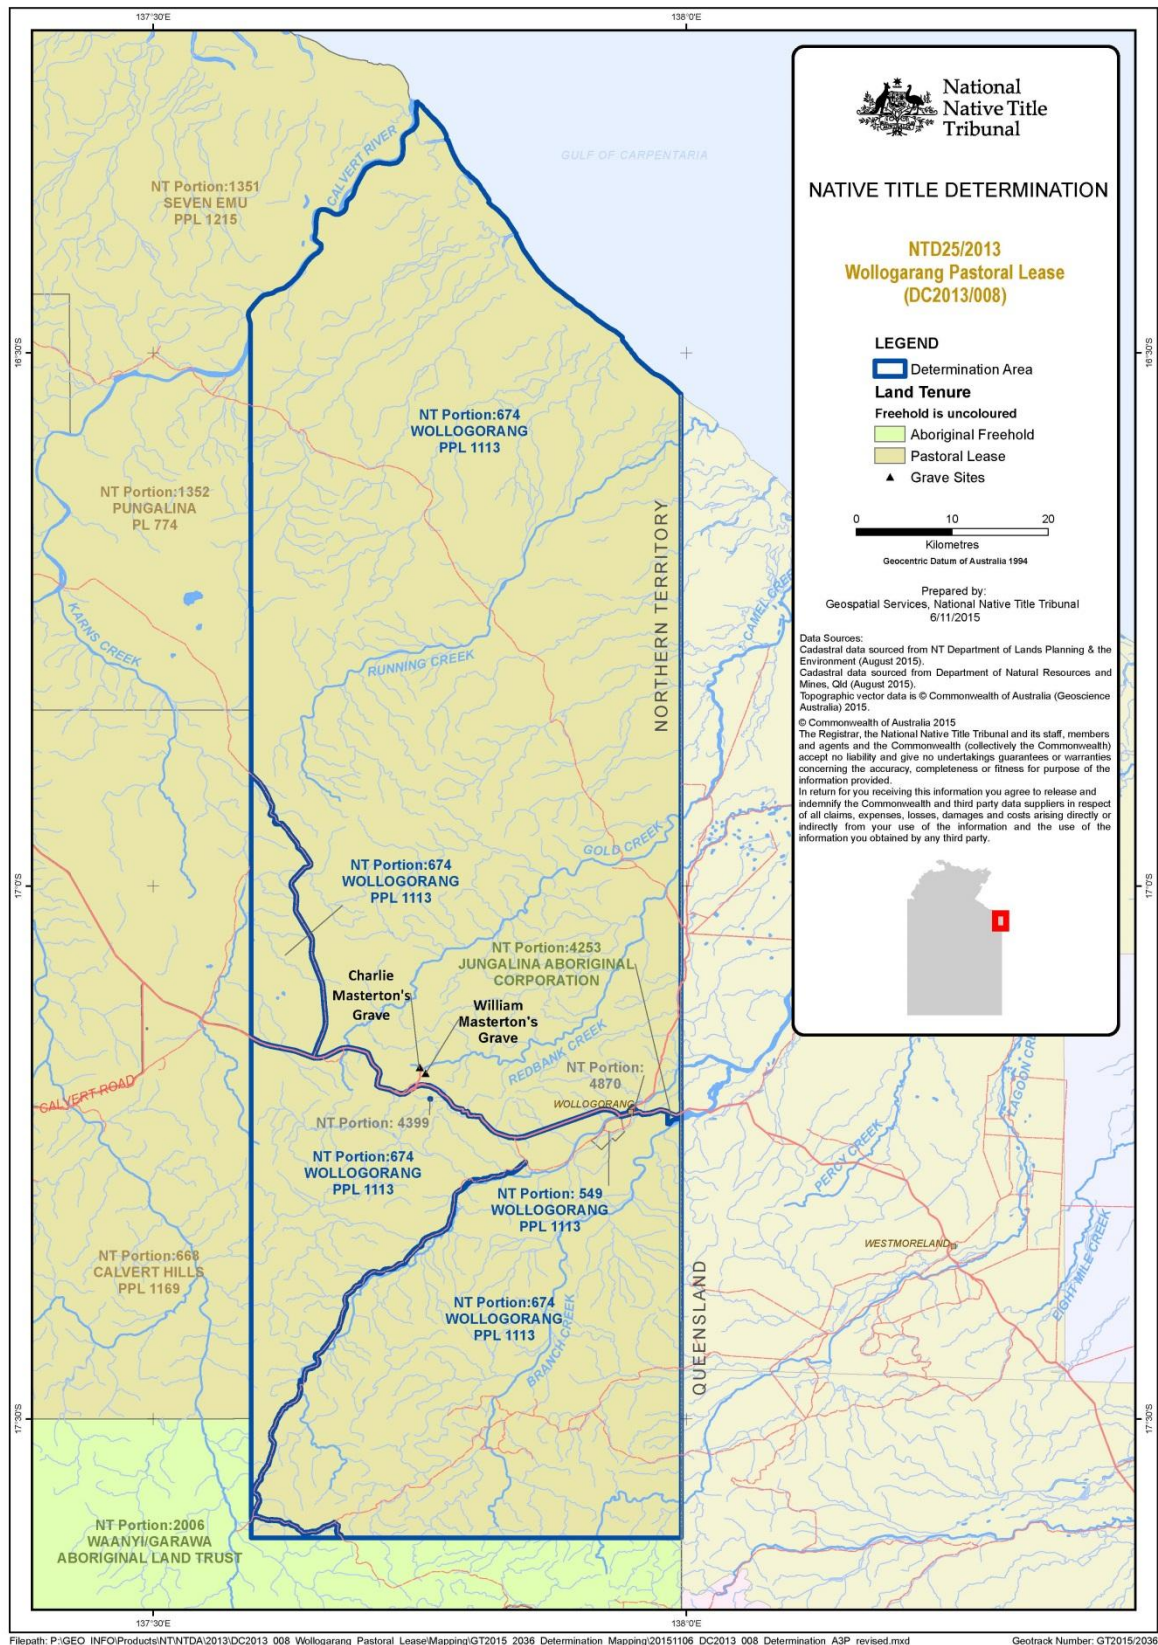 137°30'E
138°0'E
GULF OF CARPENTARIA
CALVERT RIVER
NT Portion:1351
SEVEN EMU
PPL 1215
16°30'S
16°30'S
NT Portion:674
WOLLOGORANG
PPL 1113
NT Portion:1352
PUNGALINA
PL 774
NORTHERN TERRITORY
CAMEL CREEK
KARNS CREEK
RUNNING CREEK
GOLD CREEK
17°0'S
17°0'S
NT Portion:674
WOLLOGORANG
PPL 1113
NT Portion:4253
JUNGALINA ABORIGINAL
CORPORATION
Charlie
Masterton's
Grave
William
Masterton's
Grave
REDBANK CREEK
NT Portion:
4870
WOLLOGORANG
CALVERT ROAD
NT Portion: 4399
LAGOON CREEK
PERCY CREEK
NT Portion:674
WOLLOGORANG
PPL 1113
NT Portion: 549
WOLLOGORANG
PPL 1113
WESTMORELAND
EIGHT MILE CREEK
NT Portion:668
CALVERT HILLS
PPL 1169
NT Portion:674
WOLLOGORANG
PPL 1113
BRANCH CREEK
QUEENSLAND
17°30'S
17°30'S
NT Portion:2006
WAANYI/GARAWA
ABORIGINAL LAND TRUST
137°30'E
138°0'E
National
Native Title
Tribunal
NATIVE TITLE DETERMINATION
NTD25/2013
Wollogarang Pastoral Lease
(DC2013/008)
LEGEND
Determination Area
Land Tenure
Freehold is uncoloured
Aboriginal Freehold
Pastoral Lease
Grave Sites
0 10 20
Kilometres
Geocentric Datum of Australia 1994
Prepared by:
Geospatial Services, National Native Title Tribunal
6/11/2015
Data Sources:
Cadastral data sourced from NT Department of Lands Planning & the
Environment (August 2015).
Cadastral data sourced from Department of Natural Resources and
Mines, Qld (August 2015).
Topographic vector data is © Commonwealth of Australia (Geoscience
Australia) 2015.
© Commonwealth of Australia 2015
The Registrar, the National Native Title Tribunal and its staff, members
and agents and the Commonwealth (collectively the Commonwealth)
accept no liability and give no undertakings guarantees or warranties
concerning the accuracy, completeness or fitness for purpose of the
information provided.
In return for you receiving this information you agree to release and
indemnify the Commonwealth and third party data suppliers in respect
of all claims, expenses, losses, damages and costs arising directly or
indirectly from your use of the information and the use of the
information you obtained by any third party.
Filepath: P:\GEO_INFO\Products\NT\NTDA\2013\DC2013_008_Wollogarang_Pastoral_Lease\Mapping\GT2015_2036_Determination_Mapping\20151106_DC2013_008_Determination_A3P_revised.mxd
Geotrack Number: GT2015/2036